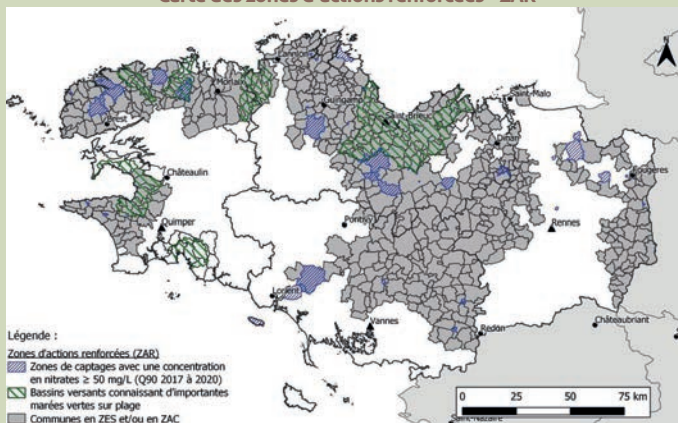 Carte des zones d'actions renforcées - ZAR
N
Lannion
Morlaix
Guingamp
Saint-Malo
Brest
Saint-Brieuc
Dinan
Fougères
Châteaulin
Quimper
Pontivy
Rennes
Lorient
Vannes
Redon
Châteaubriant
Saint-Nazaire
Légende :
Zones d'actions renforcées (ZAR)
Zones de captages avec une concentration
en nitrates ≥ 50 mg/L (Q90 2017 à 2020)
Bassins versants connaissant d'importantes
marées vertes sur plage
Communes en ZES et/ou en ZAC
0 25 50 75 km